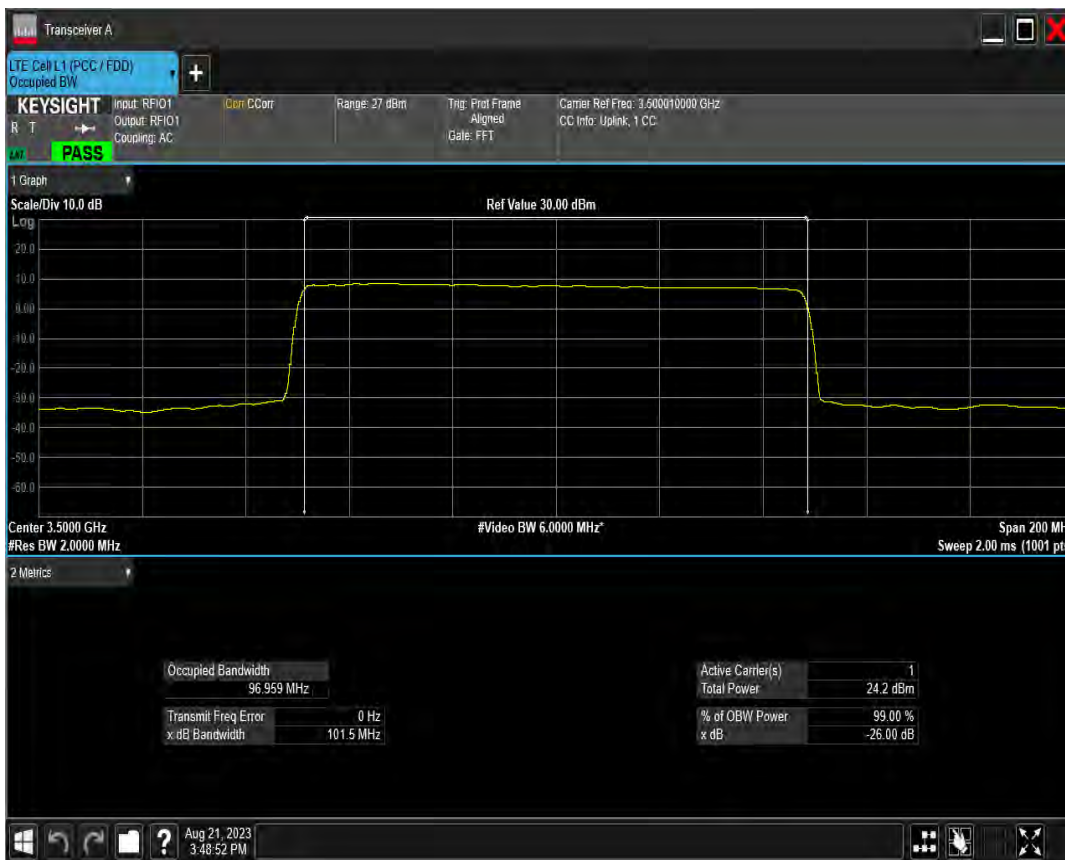 Transceiver A
LTE Cell L1 (PCC / FDD)
Occupied BW
KEYSIGHT
R T
PASS
Input: RFIO1
Output: RFIO1
Coupling: AC
Corr CCorr
Range: 27 dBm
Trig: Prot Frame
Aligned
Gate: FFT
Carrier Ref Freq: 3.500010000 GHz
CC Info: Uplink, 1 CC
1 Graph
Scale/Div 10.0 dB
Ref Value 30.00 dBm
Log
20.0
10.0
0.00
-10.0
-20.0
-30.0
-40.0
-50.0
-60.0
Center 3.5000 GHz
#Video BW 6.0000 MHz*
Span 200 MH
#Res BW 2.0000 MHz
Sweep 2.00 ms (1001 pt
2 Metrics
Occupied Bandwidth
96.959 MHz
Transmit Freq Error 0 Hz
x dB Bandwidth 101.5 MHz
Active Carrier(s) 1
Total Power 24.2 dBm
% of OBW Power 99.00 %
x dB -26.00 dB
?
Aug 21, 2023
3:48:52 PM